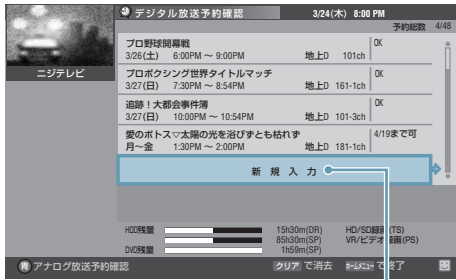 デジタル放送予約確認 3/24(木) 8:00 PM
予約総数 4/48
ニジテレビ
プロ野球開幕戦 OK
3/26(土) 6:00PM ～ 9:00PM 地上D 101ch
プロボクシング世界タイトルマッチ OK
3/27(日) 7:30PM ～ 8:54PM 地上D 161-1ch
追跡！大都会事件簿 OK
3/27(日) 10:00PM ～ 10:54PM 地上D 101-3ch
愛のボトス▽太陽の光を浴びずとも枯れず 4/19まで可
月～金 1:30PM ～ 2:00PM 地上D 181-1ch
新 規 入 力
HDD残量 15h30m(DR) HD/SD録画(TS)
85h30m(SP) VR/ビデオ録画(PS)
DVD残量 1h59m(SP)
青 アナログ放送予約確認 クリア で消去 ホームメニュー で終了